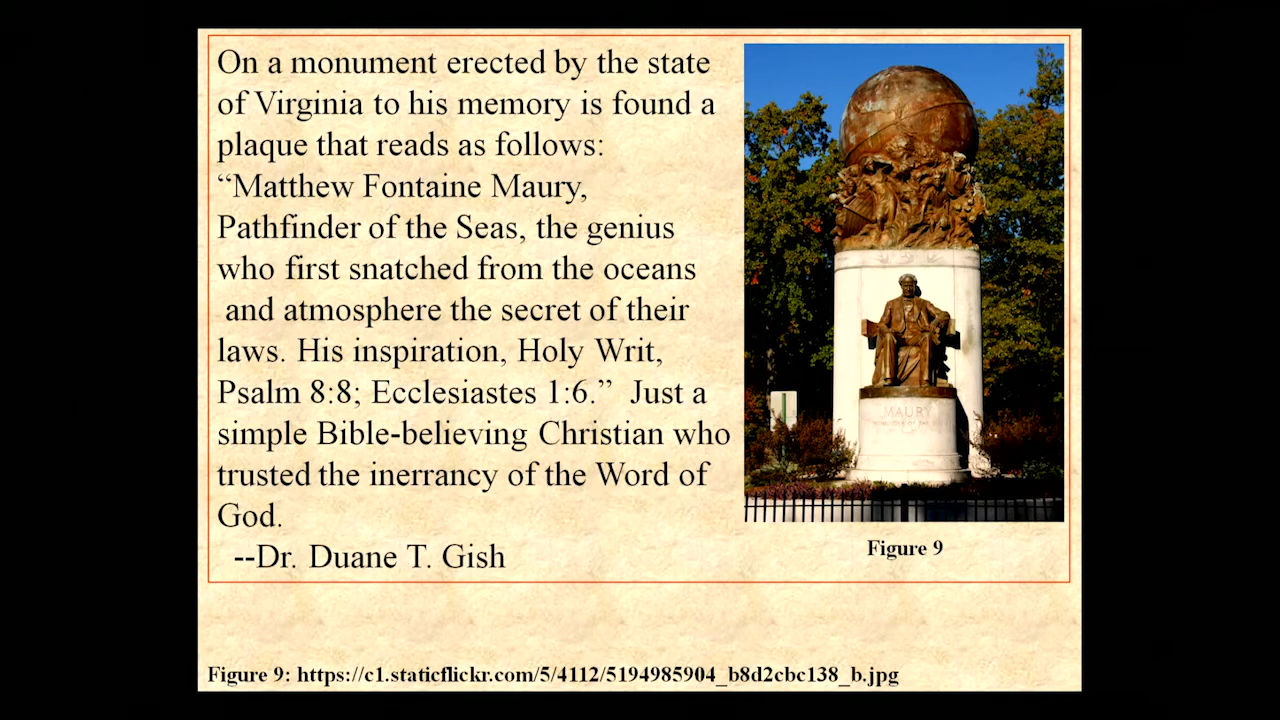 On a monument erected by the state
of Virginia to his memory is found a
plaque that reads as follows:
“Matthew Fontaine Maury,
Pathfinder of the Seas, the genius
who first snatched from the oceans
and atmosphere the secret of their
laws. His inspiration, Holy Writ,
Psalm 8:8; Ecclesiastes 1:6.” Just a
simple Bible-believing Christian who
trusted the inerrancy of the Word of
God.
--Dr. Duane T. Gish
MAURY
Figure 9
Figure 9: https://c1.staticflickr.com/5/4112/5194985904_b8d2cbc138_b.jpg